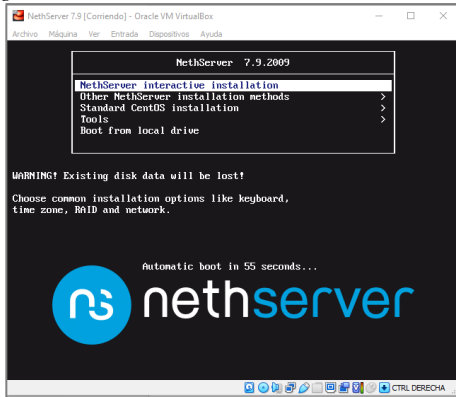 NethServer 7.9 [Corriendo] - Oracle VM VirtualBox
Archivo Máquina Ver Entrada Dispositivos Ayuda
NethServer 7.9.2009
NethServer interactive installation
Other NethServer installation methods >
Standard CentOS installation >
Tools >
Boot from local drive
WARNING! Existing disk data will be lost!
Choose common installation options like keyboard,
time zone, RAID and network.
Automatic boot in 55 seconds...
ns nethserver
CTRL DERECHA